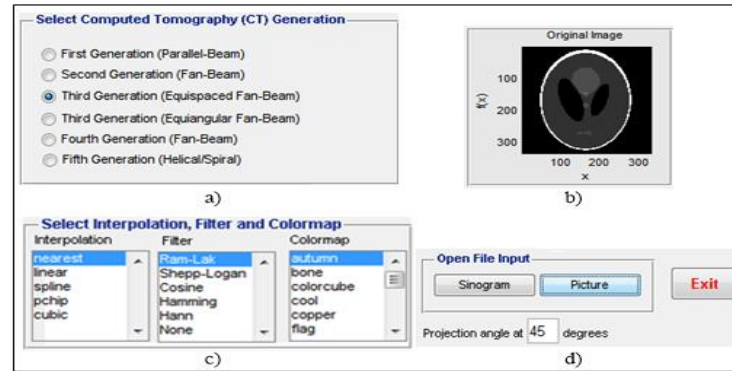 Select Computed Tomography (CT) Generation
First Generation (Parallel-Beam)
Second Generation (Fan-Beam)
Third Generation (Equispaced Fan-Beam)
Third Generation (Equiangular Fan-Beam)
Fourth Generation (Fan-Beam)
Fifth Generation (Helical/Spiral)
a)
Original Image
f(x)
100
200
300
100 200 300
x
b)
Select Interpolation, Filter and Colormap
Interpolation Filter Colormap
nearest Ram-Lak autumn
linear Shepp-Logan bone
spline Cosine colorcube
pchip Hamming cool
cubic Hann copper
None flag
c)
Open File Input
Sinogram Picture Exit
Projection angle at 45 degrees
d)